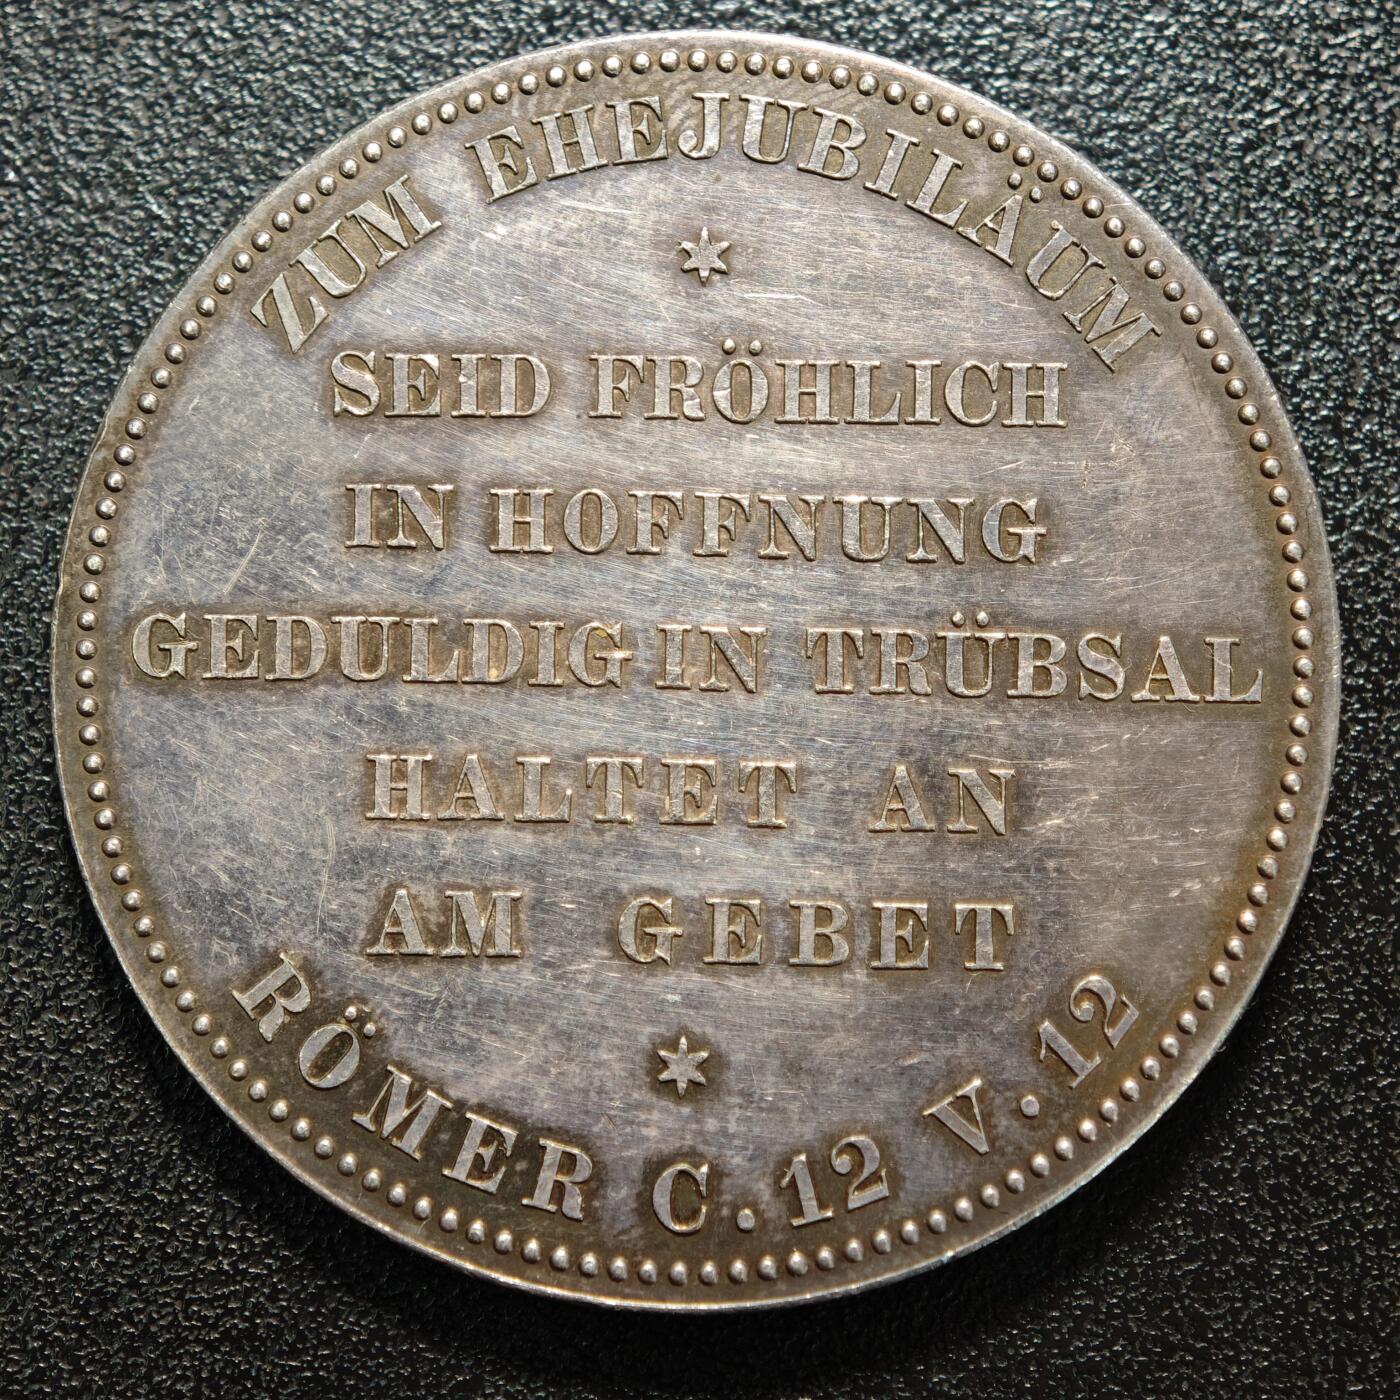 ZUM EHEJUBILÄUM
SEID FRÖHLICH
IN HOFFNUNG
GEDULDIG IN TRÜBSAL
HALTET AN
AM GEBET
RÖMER C. 12 V. 12